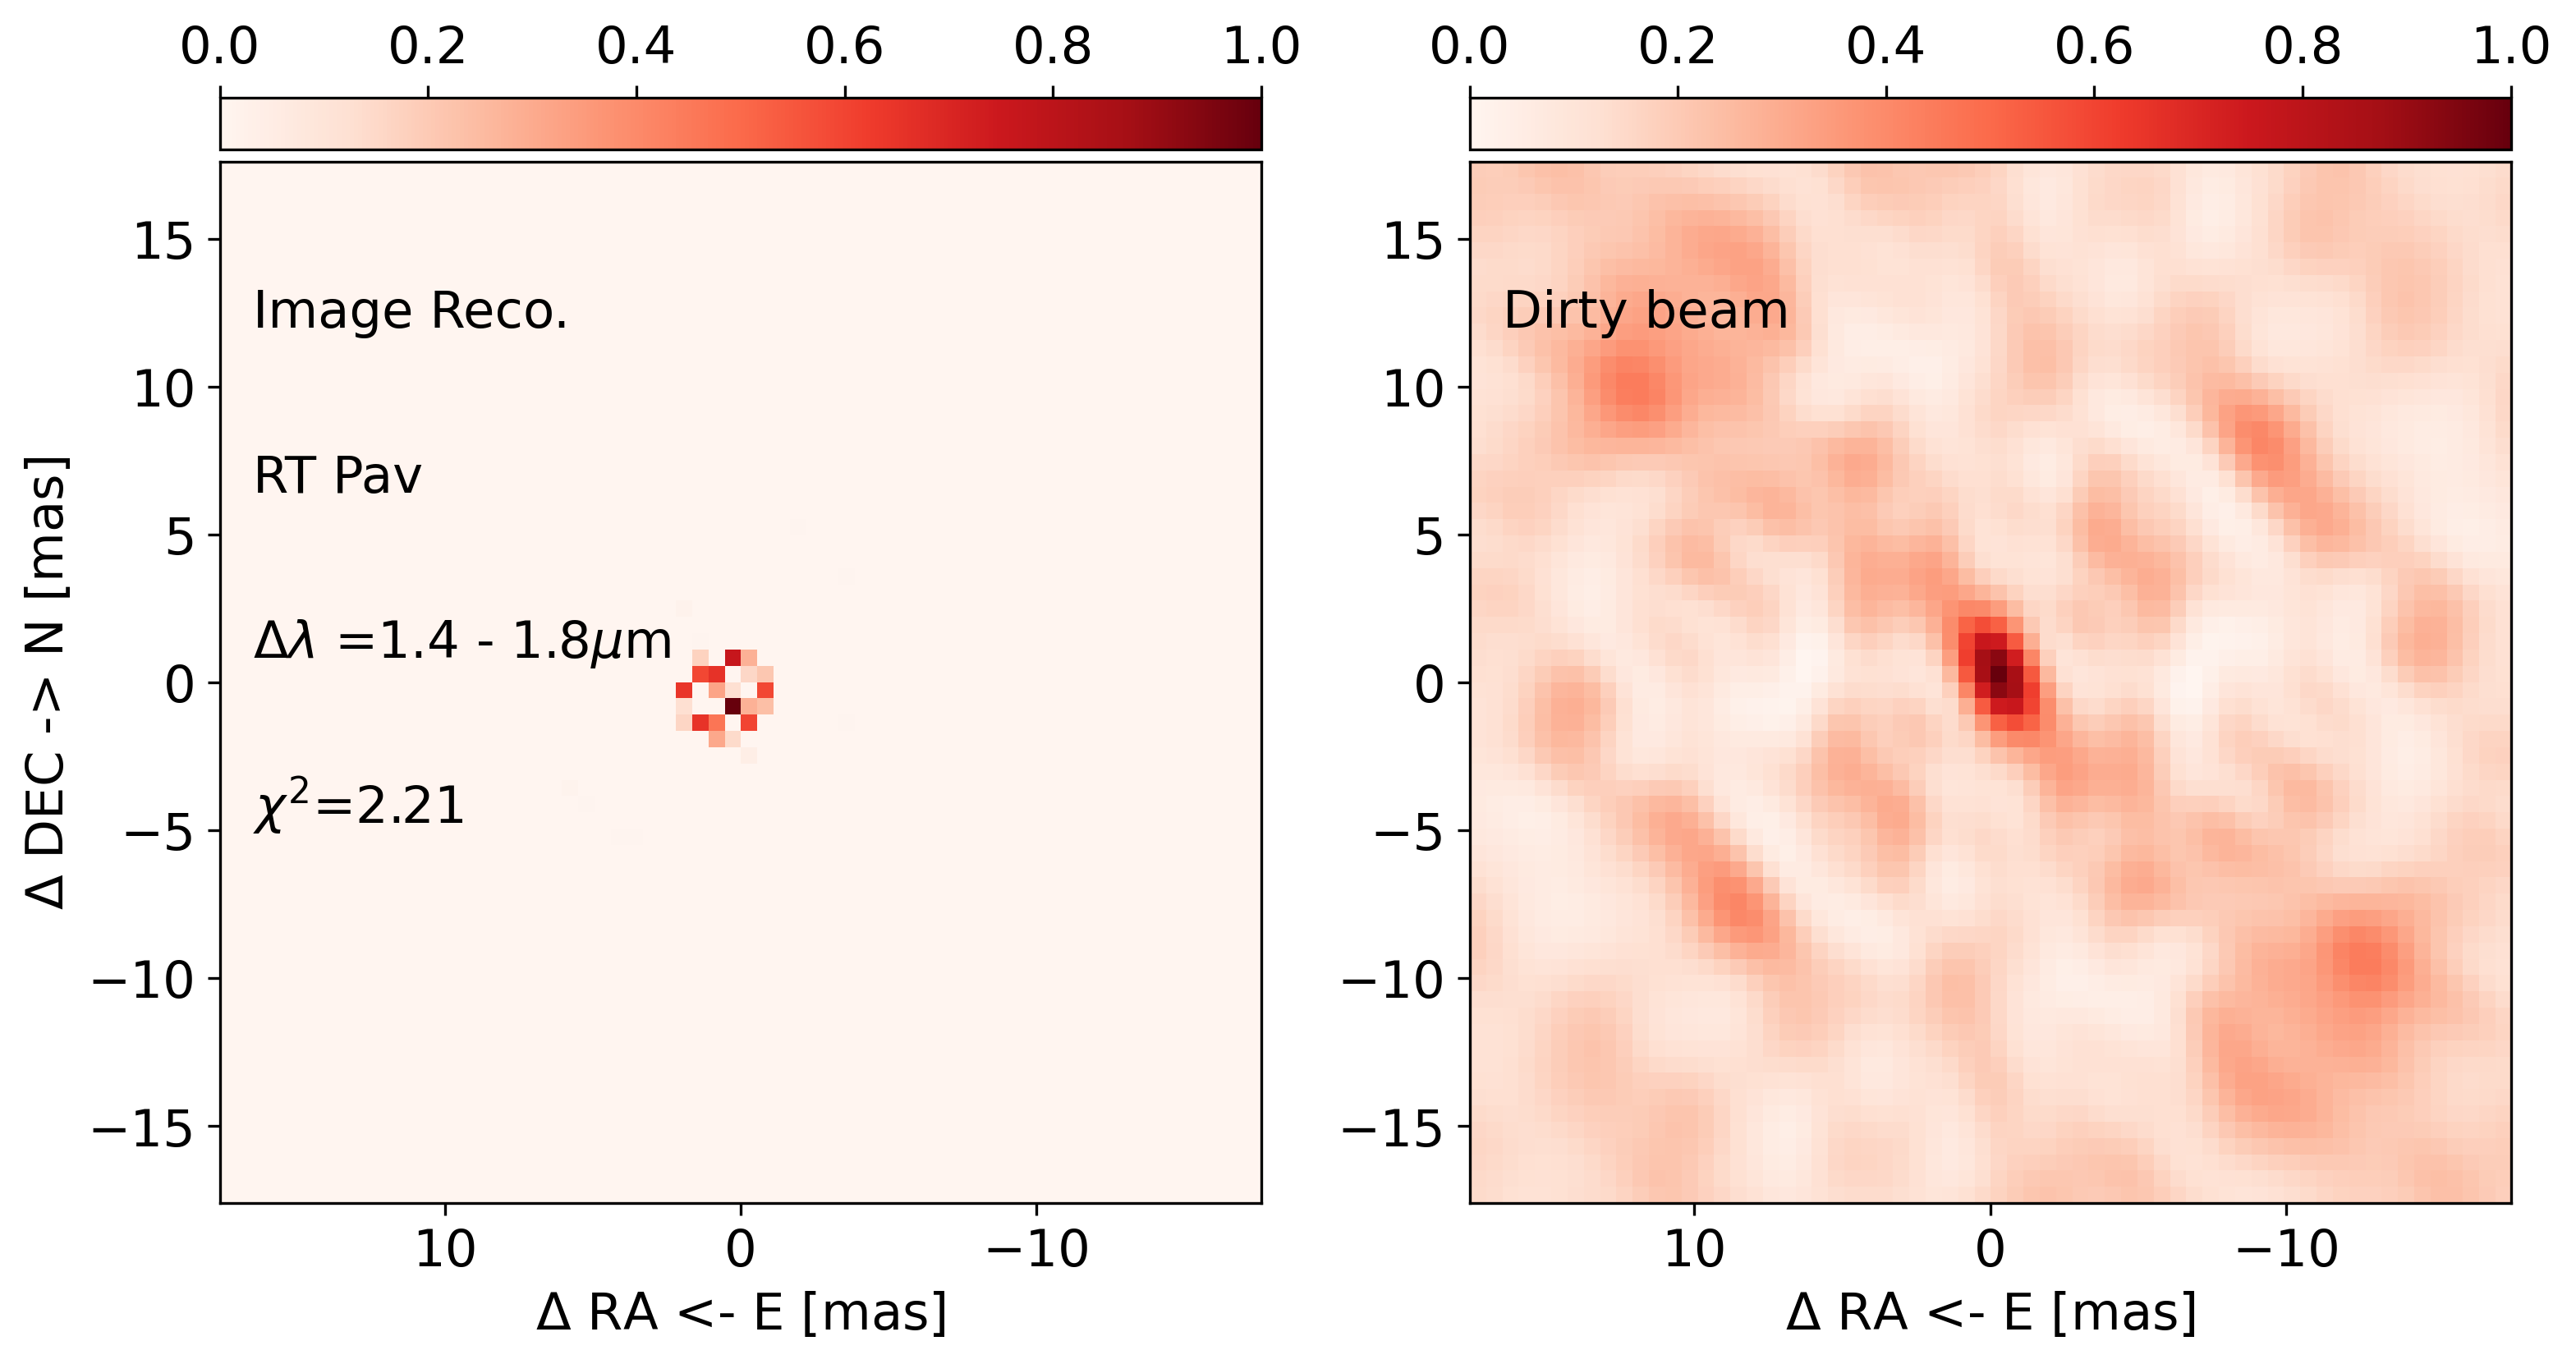 0.0 0.2 0.4 0.6 0.8 1.0
0.0 0.2 0.4 0.6 0.8 1.0
Image Reco.
RT Pav
Δλ =1.4 - 1.8μm
χ²=2.21
Dirty beam
Δ DEC -> N [mas]
15
10
5
0
−5
−10
−15
15
10
5
0
−5
−10
−15
10 0 −10
10 0 −10
Δ RA <- E [mas]
Δ RA <- E [mas]